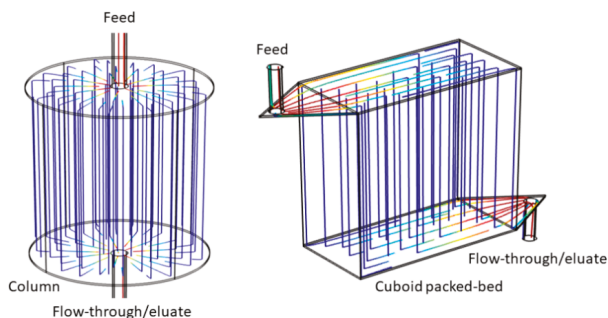 Feed
Column
Flow-through/eluate
Feed
Flow-through/eluate
Cuboid packed-bed